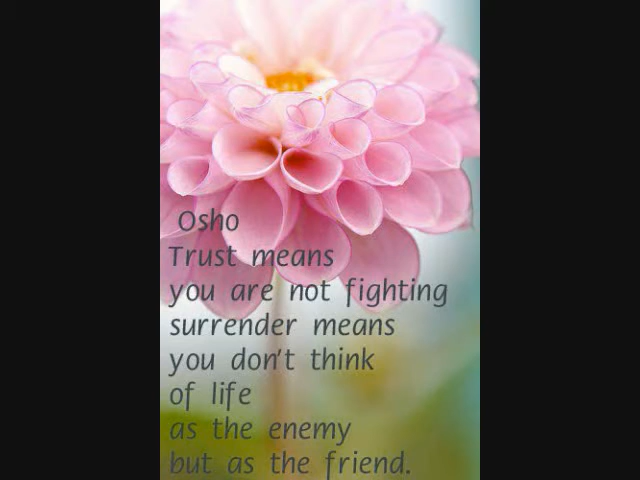 Osho
Trust means
you are not fighting
surrender means
you don't think
of life
as the enemy
but as the friend.